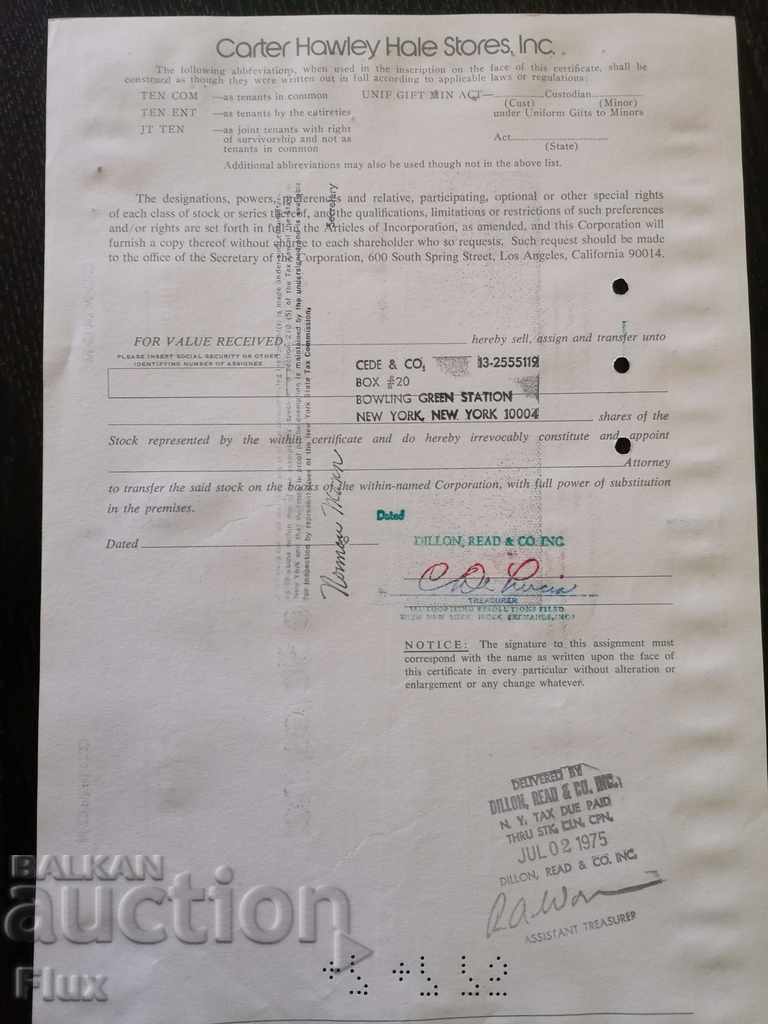 Carter Hawley Hale Stores, Inc.
The following abbreviations, when used in the inscription on the face of this certificate, shall be
construed as though they were written out in full according to applicable laws or regulations:
TEN COM —as tenants in common UNIF GIFT MIN ACT— Custodian
(Cust) (Minor)
TEN ENT —as tenants by the entireties under Uniform Gifts to Minors
JT TEN —as joint tenants with right
of survivorship and not as
tenants in common
Act
(State)
Additional abbreviations may also be used though not in the above list.
The designations, powers, preferences and relative, participating, optional or other special rights
of each class of stock or series thereof, and the qualifications, limitations or restrictions of such preferences
and/or rights are set forth in full in the Articles of Incorporation, as amended, and this Corporation will
furnish a copy thereof without charge to each shareholder who so requests. Such request should be made
to the office of the Secretary of the Corporation, 600 South Spring Street, Los Angeles, California 90014.
Secretary
FOR VALUE RECEIVED, hereby sell, assign and transfer unto
PLEASE INSERT SOCIAL SECURITY OR OTHER
IDENTIFYING NUMBER OF ASSIGNEE
CEDE & CO. 13-2555119
BOX #20
BOWLING GREEN STATION
NEW YORK, NEW YORK 10004
shares of the
Stock represented by the within certificate and do hereby irrevocably constitute and appoint
Attorney
to transfer the said stock on the books of the within-named Corporation, with full power of substitution
in the premises.
Dated
Dated
DILLON, READ & CO. INC.
TREASURER
AUTHORIZING RESOLUTIONS FILED
WITH NEW YORK STOCK EXCHANGE, INC.
NOTICE: The signature to this assignment must
correspond with the name as written upon the face of
this certificate in every particular without alteration or
enlargement or any change whatever.
DELIVERED BY
DILLON, READ & CO. INC.
N. Y. TAX DUE PAID
THRU STK. CLN. CPN.
JUL 02 1975
DILLON, READ & CO. INC.
ASSISTANT TREASURER
BALKAN
auction
Flux